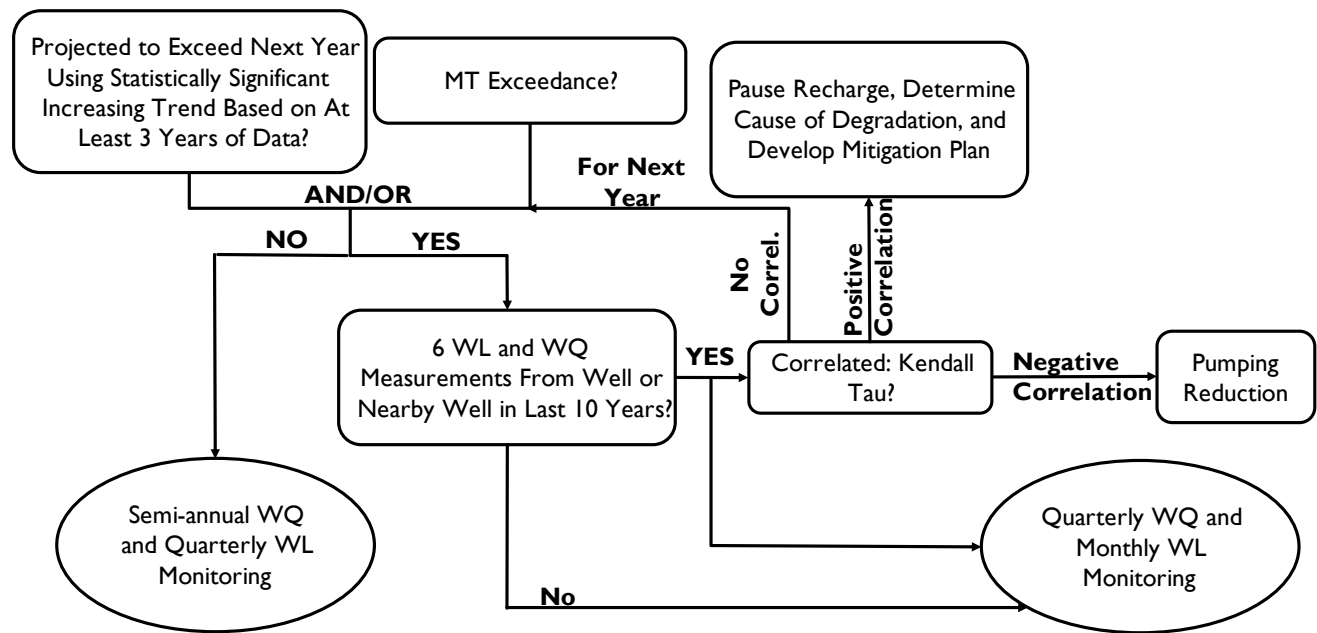 Projected to Exceed Next Year
Using Statistically Significant
Increasing Trend Based on At
Least 3 Years of Data?
MT Exceedance?
Pause Recharge, Determine
Cause of Degradation, and
Develop Mitigation Plan
For Next
Year
AND/OR
NO
YES
No
Correl.
Positive
Correlation
6 WL and WQ
Measurements From Well or
Nearby Well in Last 10 Years?
YES
Correlated: Kendall
Tau?
Negative
Correlation
Pumping
Reduction
Semi-annual WQ
and Quarterly WL
Monitoring
Quarterly WQ and
Monthly WL
Monitoring
No